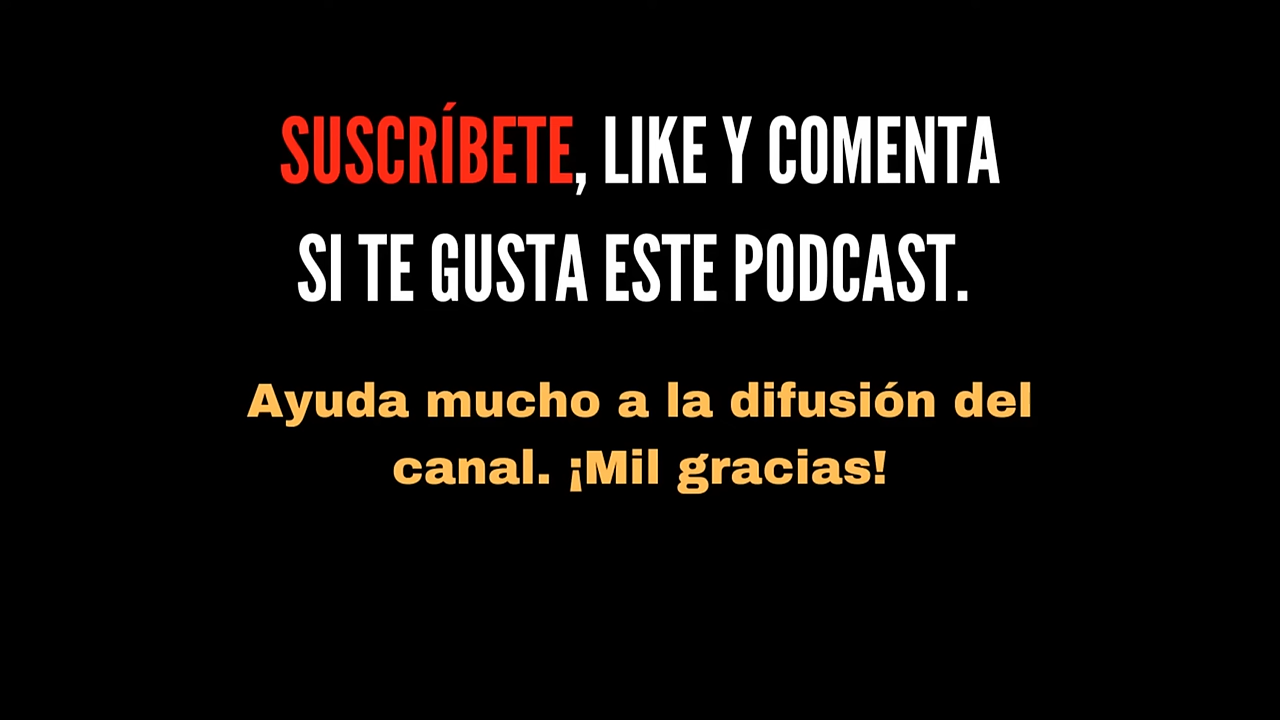 SUSCRÍBETE, LIKE Y COMENTA
SI TE GUSTA ESTE PODCAST.
Ayuda mucho a la difusión del
canal. ¡Mil gracias!